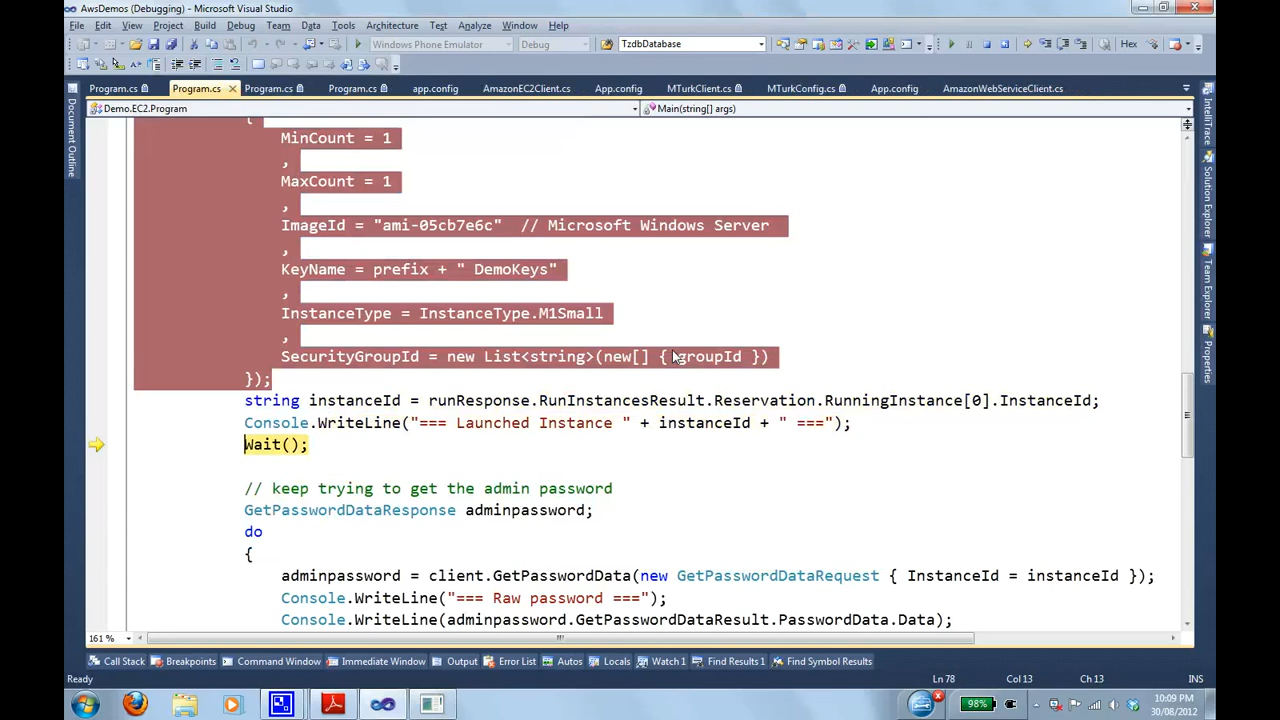 AwsDemos (Debugging) - Microsoft Visual Studio
File Edit View Project Build Debug Team Data Tools Architecture Test Analyze Window Help
Windows Phone Emulator Debug TzdbDatabase Hex
Program.cs Program.cs Program.cs Program.cs app.config AmazonEC2Client.cs App.config MTurkClient.cs MTurkConfig.cs App.config AmazonWebServiceClient.cs
Demo.EC2.Program Main(string[] args)
Document Outline
IntelliTrace
Solution Explorer
Team Explorer
Properties
{
MinCount = 1
,
MaxCount = 1
,
ImageId = "ami-05cb7e6c" // Microsoft Windows Server
,
KeyName = prefix + " DemoKeys"
,
InstanceType = InstanceType.M1Small
,
SecurityGroupId = new List<string>(new[] { groupId })
});
string instanceId = runResponse.RunInstancesResult.Reservation.RunningInstance[0].InstanceId;
Console.WriteLine("=== Launched Instance " + instanceId + " ===");
Wait();
// keep trying to get the admin password
GetPasswordDataResponse adminpassword;
do
{
adminpassword = client.GetPasswordData(new GetPasswordDataRequest { InstanceId = instanceId });
Console.WriteLine("=== Raw password ===");
Console.WriteLine(adminpassword.GetPasswordDataResult.PasswordData.Data);
161 %
Call Stack Breakpoints Command Window Immediate Window Output Error List Autos Locals Watch 1 Find Results 1 Find Symbol Results
Ready Ln 78 Col 13 Ch 13 INS
98% 10:09 PM
30/08/2012